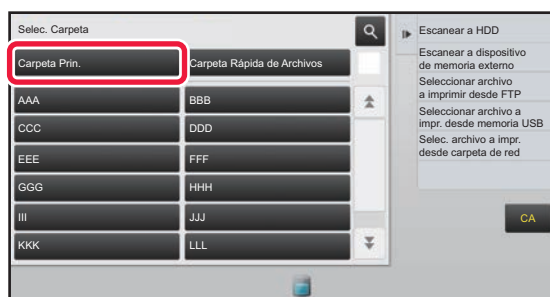 Selec. Carpeta
Carpeta Prin.
Carpeta Rápida de Archivos
AAA
BBB
CCC
DDD
EEE
FFF
GGG
HHH
III
JJJ
KKK
LLL
Escanear a HDD
Escanear a dispositivo
de memoria externo
Seleccionar archivo
a imprimir desde FTP
Seleccionar archivo a
impr. desde memoria USB
Selec. archivo a impr.
desde carpeta de red
CA